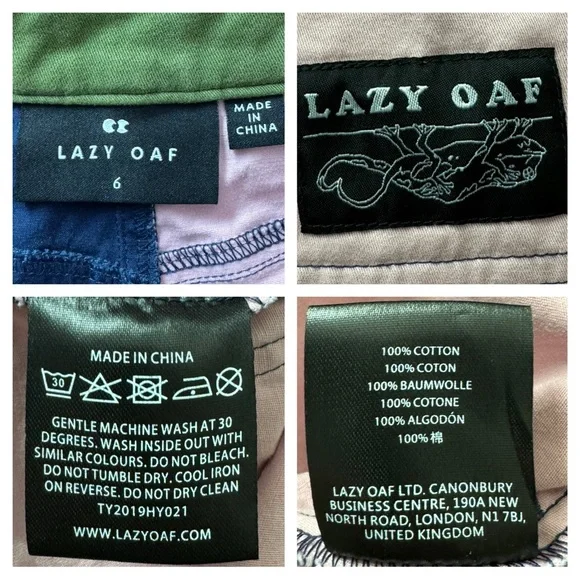 LAZY OAF
6
MADE
IN
CHINA
LAZY OAF
MADE IN CHINA
30
GENTLE MACHINE WASH AT 30
DEGREES. WASH INSIDE OUT WITH
SIMILAR COLOURS. DO NOT BLEACH.
DO NOT TUMBLE DRY. COOL IRON
ON REVERSE. DO NOT DRY CLEAN
TY2019HY021
WWW.LAZYOAF.COM
100% COTTON
100% COTON
100% BAUMWOLLE
100% COTONE
100% ALGODÓN
100% 棉
LAZY OAF LTD. CANONBURY
BUSINESS CENTRE, 190A NEW
NORTH ROAD, LONDON, N1 7BJ,
UNITED KINGDOM